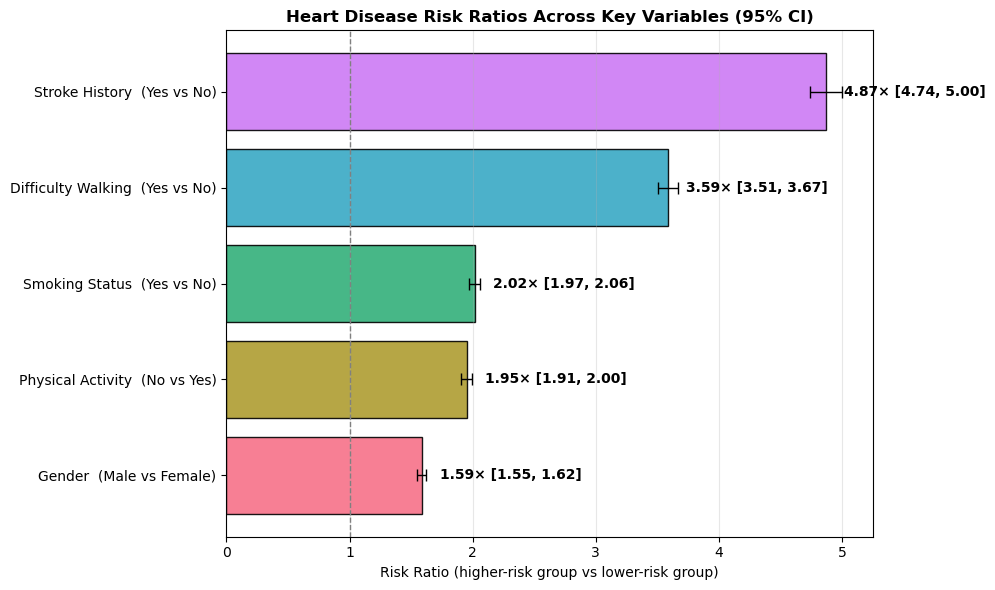 Heart Disease Risk Ratios Across Key Variables (95% CI)
Stroke History  (Yes vs No)
4.87× [4.74, 5.00]
Difficulty Walking  (Yes vs No)
3.59× [3.51, 3.67]
Smoking Status  (Yes vs No)
2.02× [1.97, 2.06]
Physical Activity  (No vs Yes)
1.95× [1.91, 2.00]
Gender  (Male vs Female)
1.59× [1.55, 1.62]
0 1 2 3 4 5
Risk Ratio (higher-risk group vs lower-risk group)